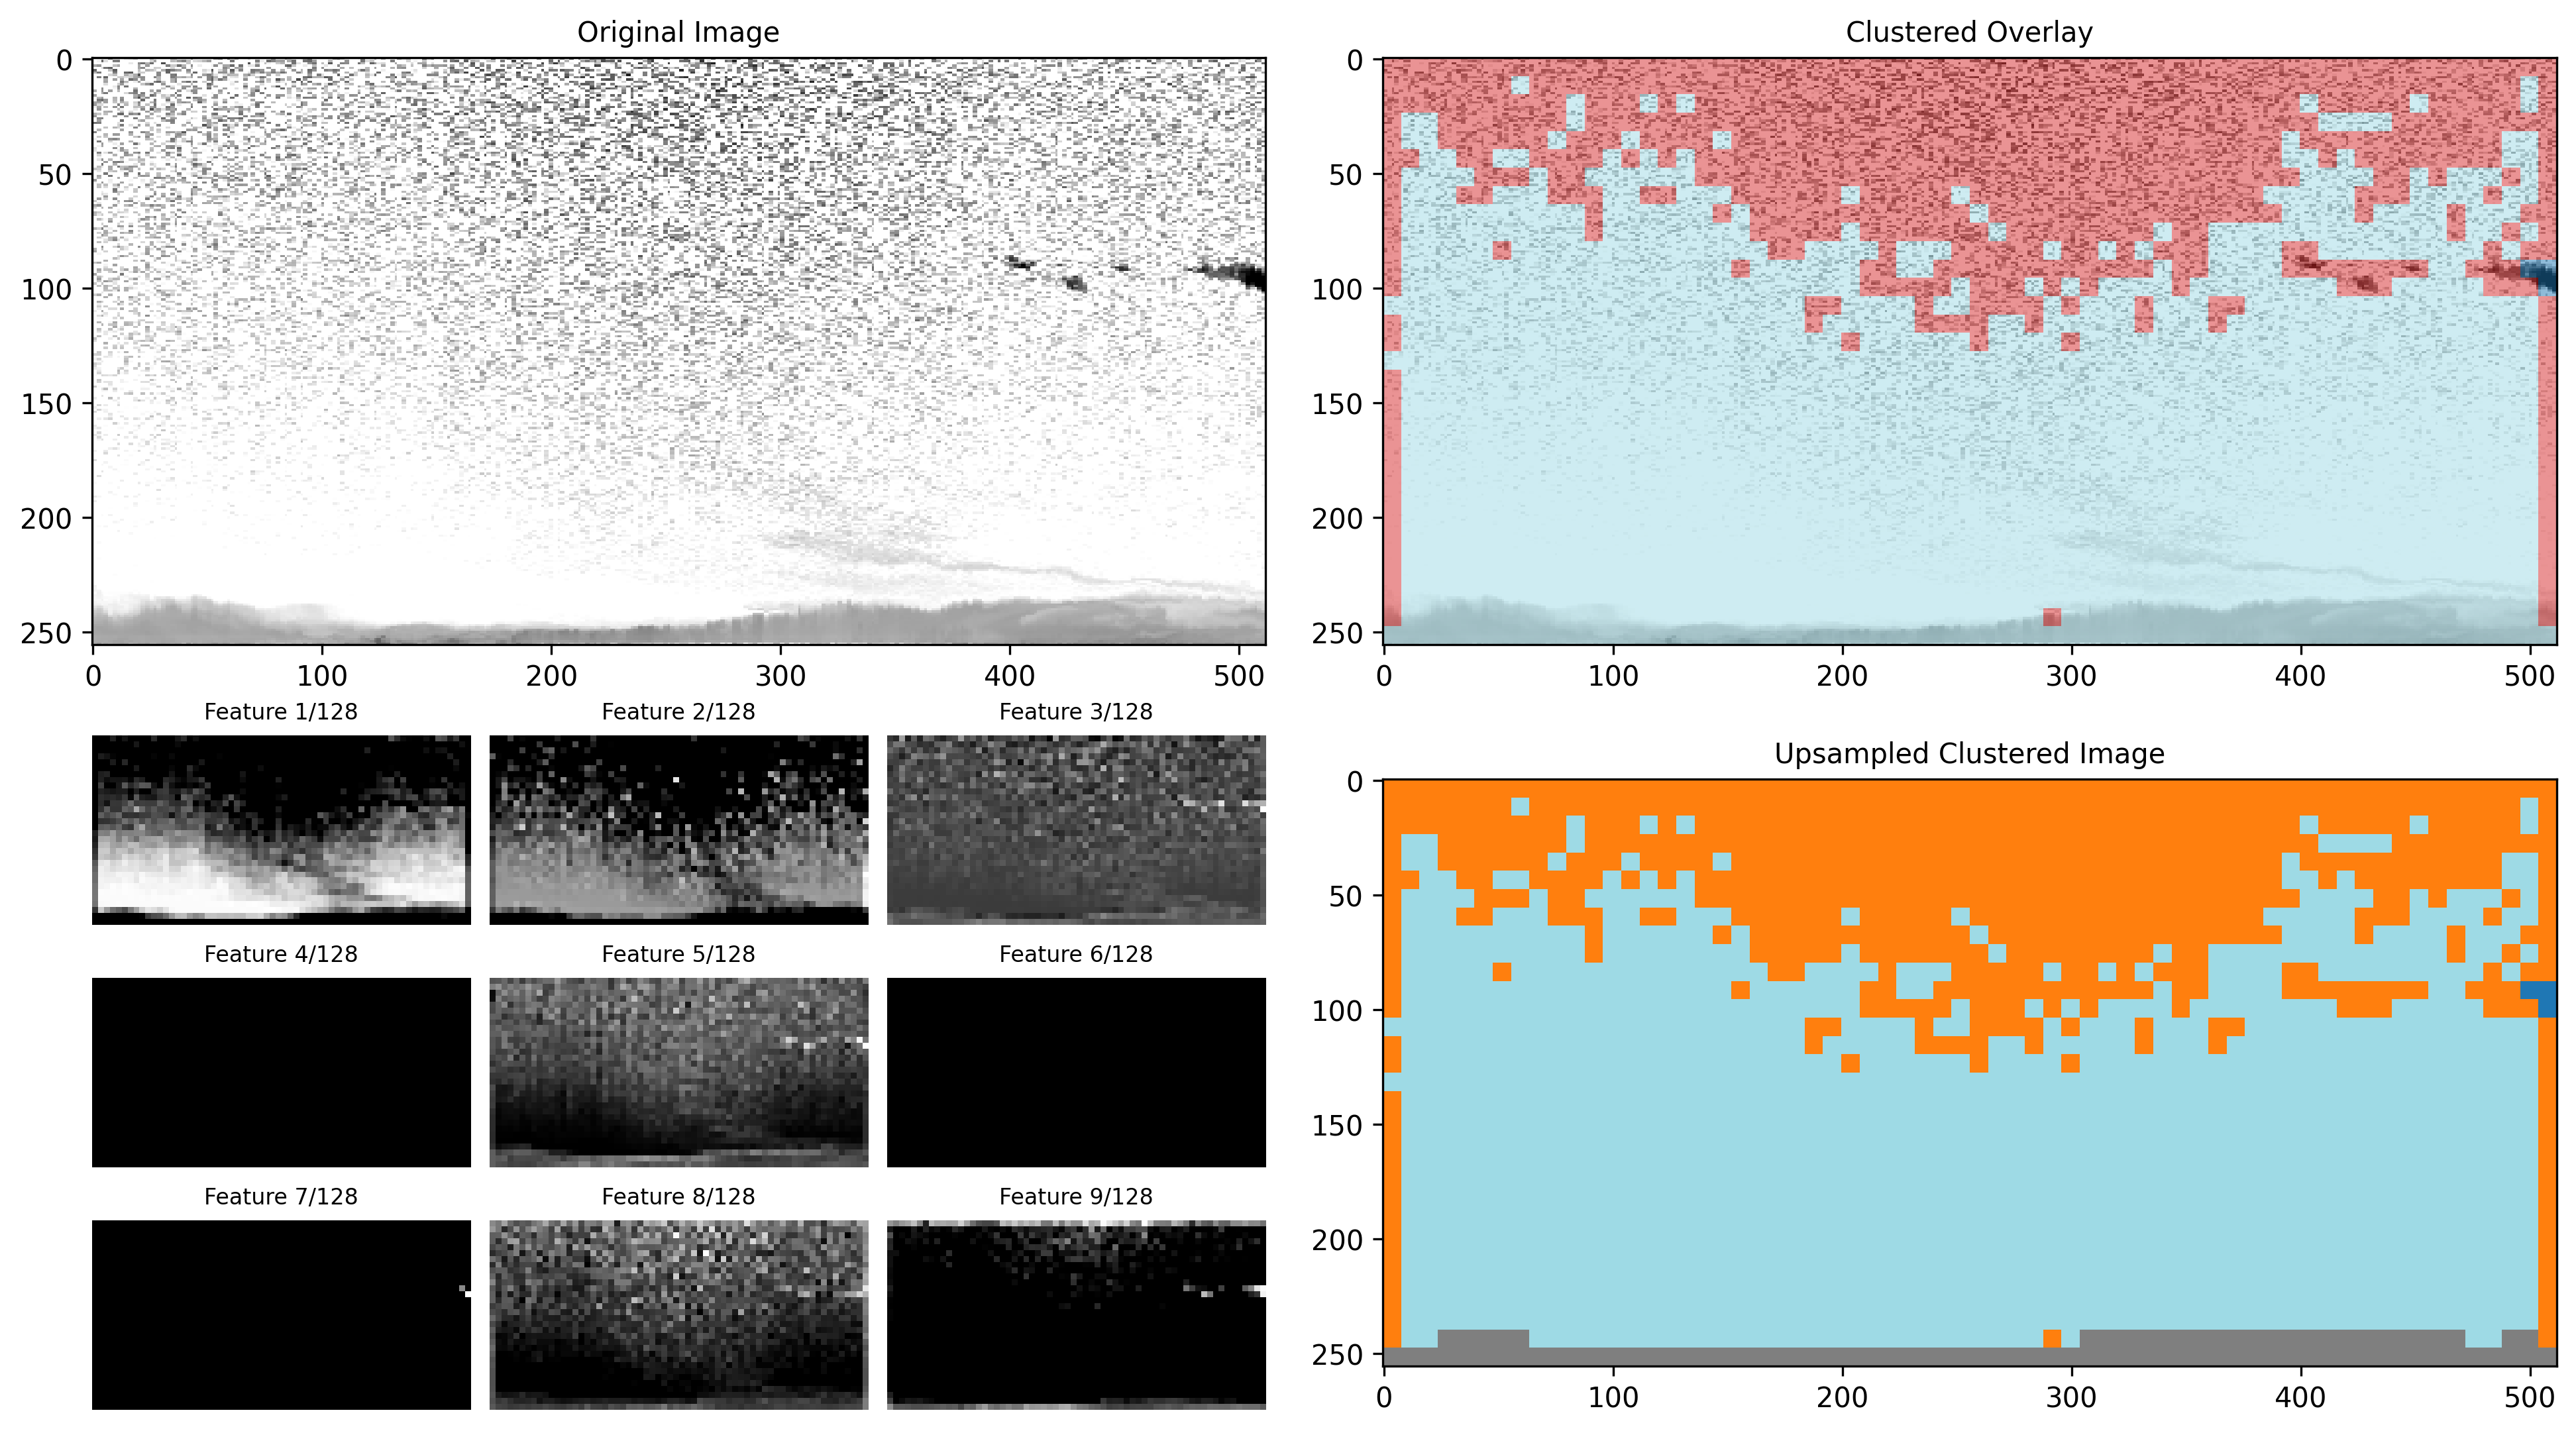 Original Image
0
50
100
150
200
250
0 100 200 300 400 500
Clustered Overlay
0
50
100
150
200
250
0 100 200 300 400 500
Feature 1/128 Feature 2/128 Feature 3/128
Feature 4/128 Feature 5/128 Feature 6/128
Feature 7/128 Feature 8/128 Feature 9/128
Upsampled Clustered Image
0
50
100
150
200
250
0 100 200 300 400 500